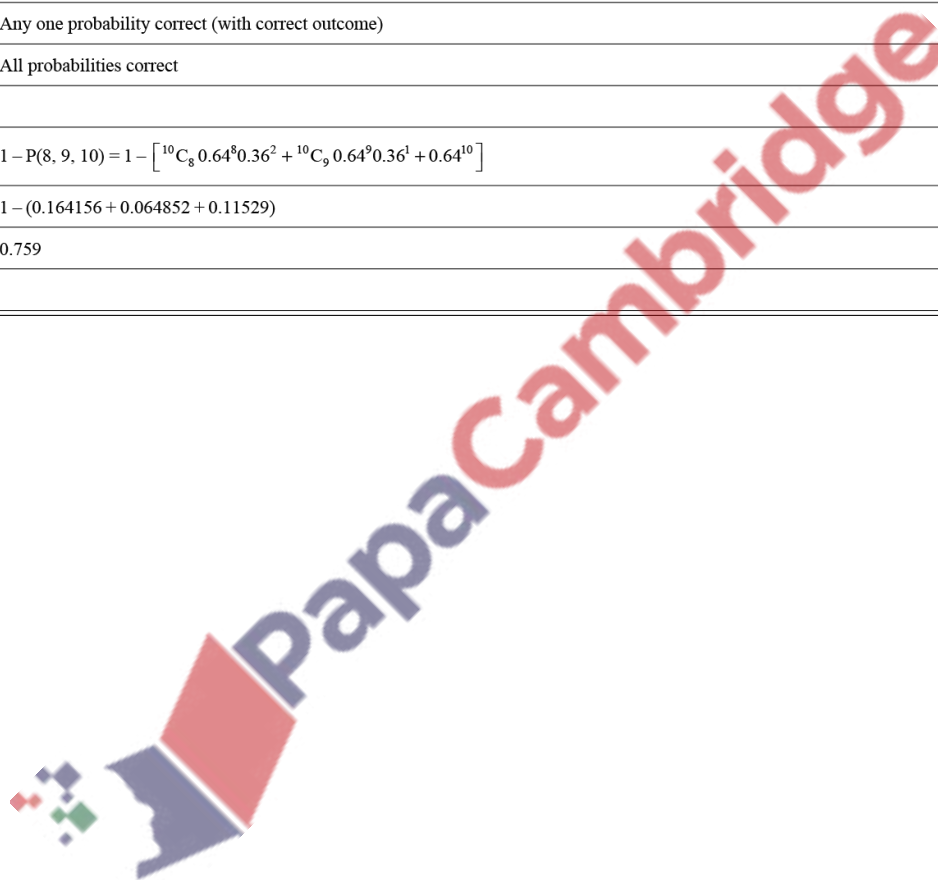 Any one probability correct (with correct outcome)
All probabilities correct
1 – P(8, 9, 10) = 1 – [ ¹⁰C₈ 0.64⁸0.36² + ¹⁰C₉ 0.64⁹0.36¹ + 0.64¹⁰ ]
1 – (0.164156 + 0.064852 + 0.11529)
0.759
PapaCambridge